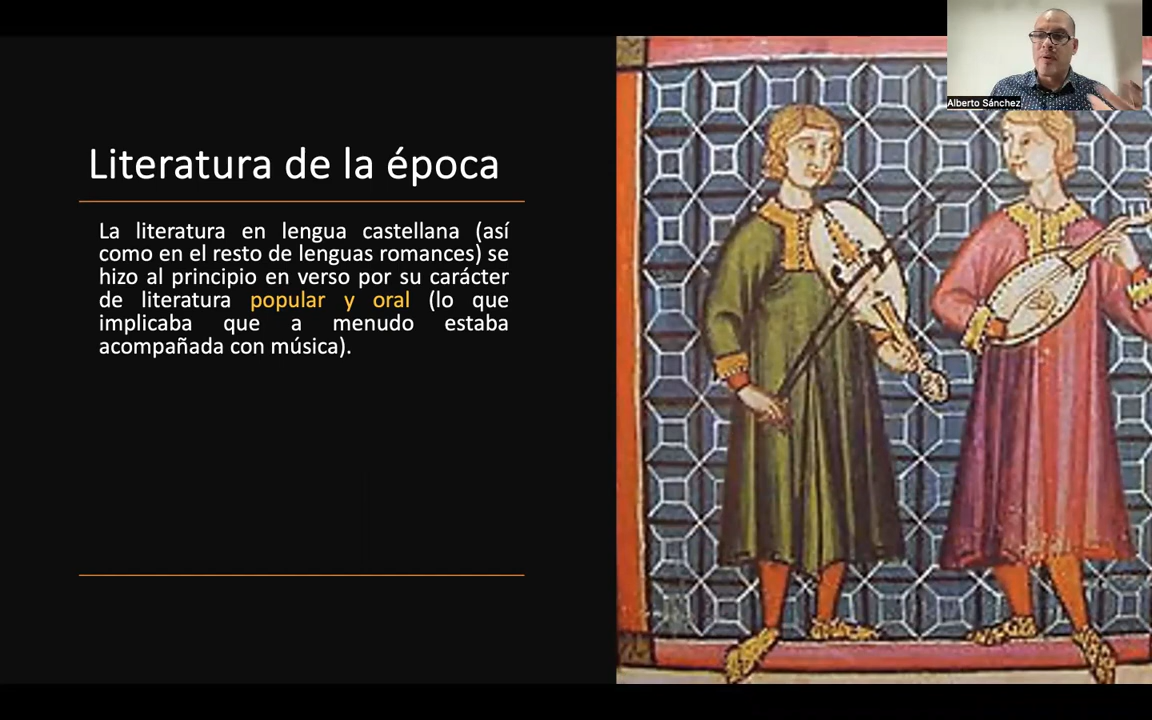 Alberto Sánchez
Literatura de la época
La literatura en lengua castellana (así
como en el resto de lenguas romances) se
hizo al principio en verso por su carácter
de literatura popular y oral (lo que
implicaba que a menudo estaba
acompañada con música).